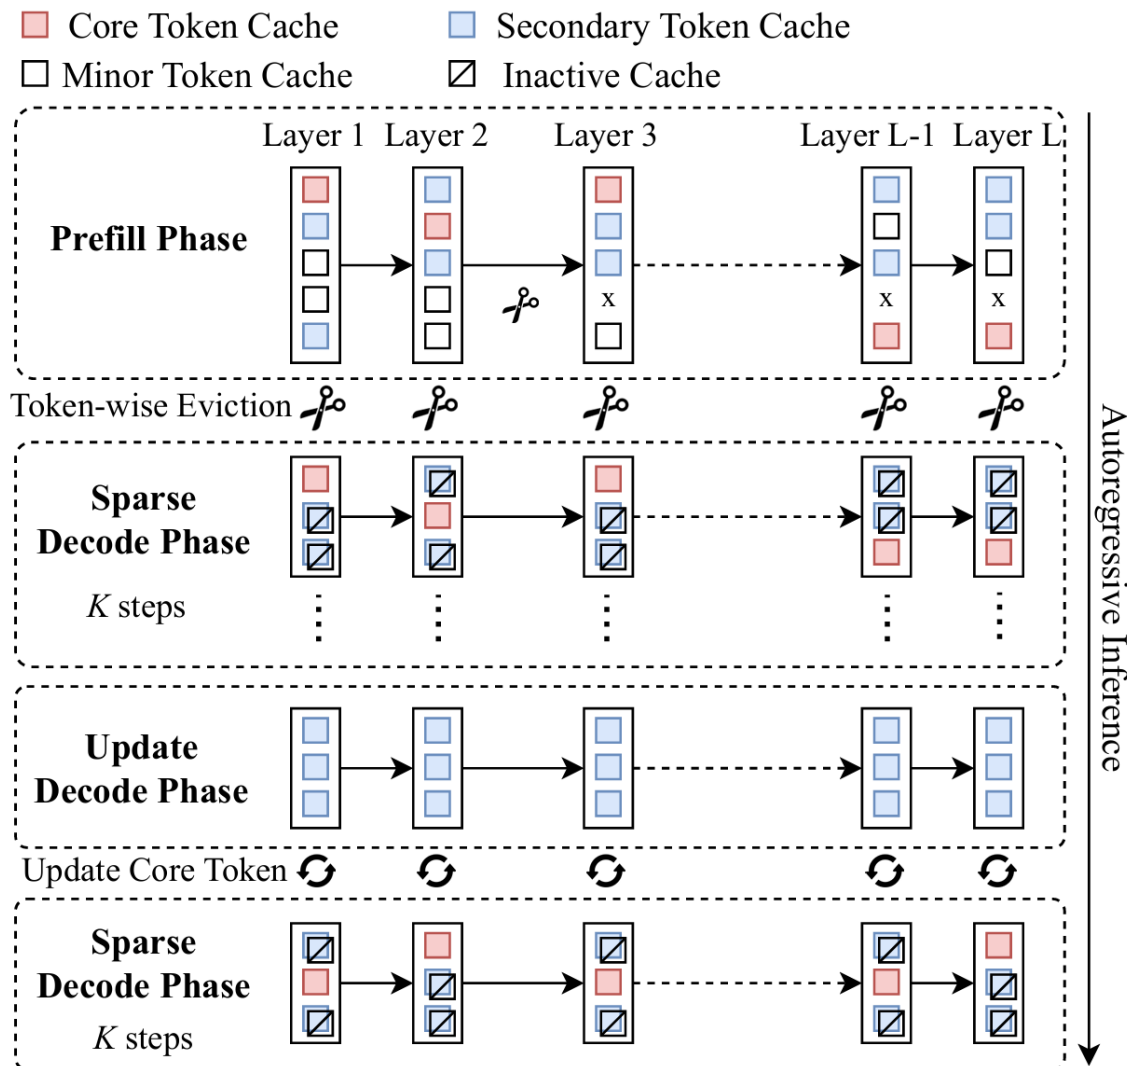 Core Token Cache
Secondary Token Cache
Minor Token Cache
Inactive Cache
Layer 1
Layer 2
Layer 3
Layer L-1
Layer L
Prefill Phase
x
x
x
Token-wise Eviction
Sparse
Decode Phase
K steps
Update
Decode Phase
Update Core Token
Sparse
Decode Phase
K steps
Autoregressive Inference